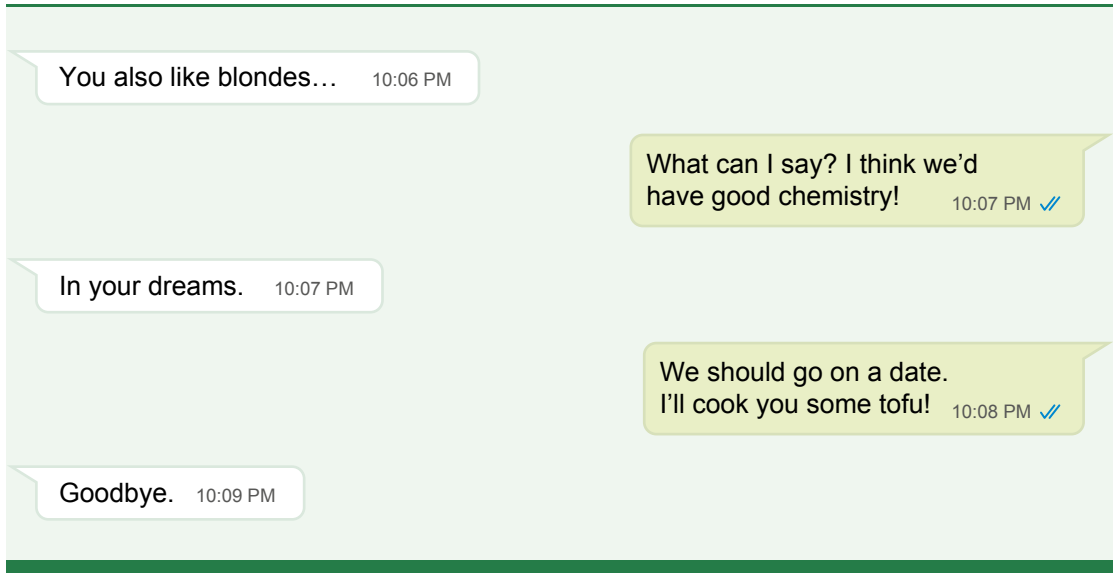 You also like blondes… 10:06 PM
What can I say? I think we’d
have good chemistry! 10:07 PM
In your dreams. 10:07 PM
We should go on a date.
I’ll cook you some tofu! 10:08 PM
Goodbye. 10:09 PM